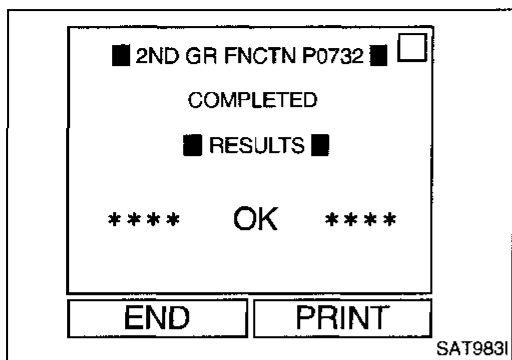 2ND GR FNCTN P0732
COMPLETED
RESULTS
**** OK ****
END PRINT
SAT983I